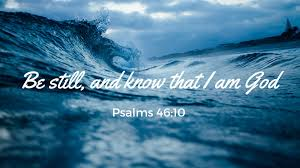 Be still, and know that I am God
Psalms 46:10